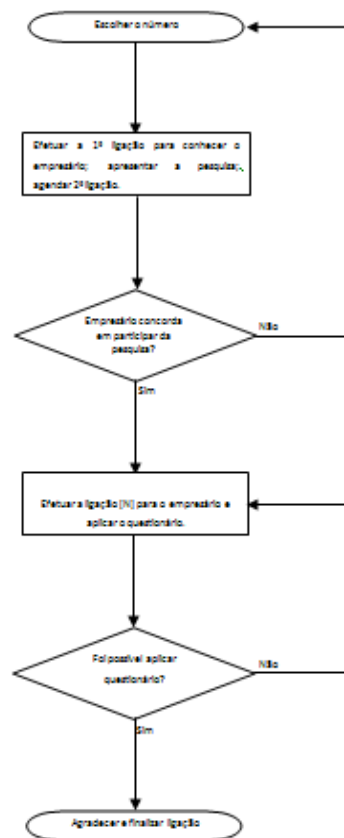 Escolher o número
Efetuar a 1ª ligação para conhecer o
empresário; apresentar a pesquisa;
agendar 2ª ligação.
Empresário concorda
em participar da
pesquisa?
Não
Sim
Efetuar a ligação [N] para o empresário e
aplicar o questionário.
Foi possível aplicar
questionário?
Não
Sim
Agradecer e finalizar ligação